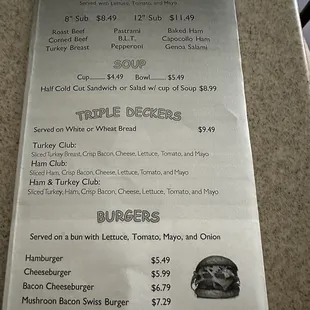 Served with Lettuce, Tomato, and Mayo
8" Sub $8.49 12" Sub $11.49
Roast Beef Pastrami Baked Ham
Corned Beef B.L.T. Capocollo Ham
Turkey Breast Pepperoni Genoa Salami
SOUP
Cup.......... $4.49 Bowl.......... $5.49
Half Cold Cut Sandwich or Salad w/ cup of Soup $8.99
TRIPLE DECKERS
Served on White or Wheat Bread $9.49
Turkey Club:
Sliced Turkey Breast, Crisp Bacon, Cheese, Lettuce, Tomato, and Mayo
Ham Club:
Sliced Ham, Crisp Bacon, Cheese, Lettuce, Tomato, and Mayo
Ham & Turkey Club:
Sliced Turkey, Ham, Crisp Bacon, Cheese, Lettuce, Tomato, and Mayo
BURGERS
Served on a bun with Lettuce, Tomato, Mayo, and Onion
Hamburger $5.49
Cheeseburger $5.99
Bacon Cheeseburger $6.79
Mushroom Bacon Swiss Burger $7.29